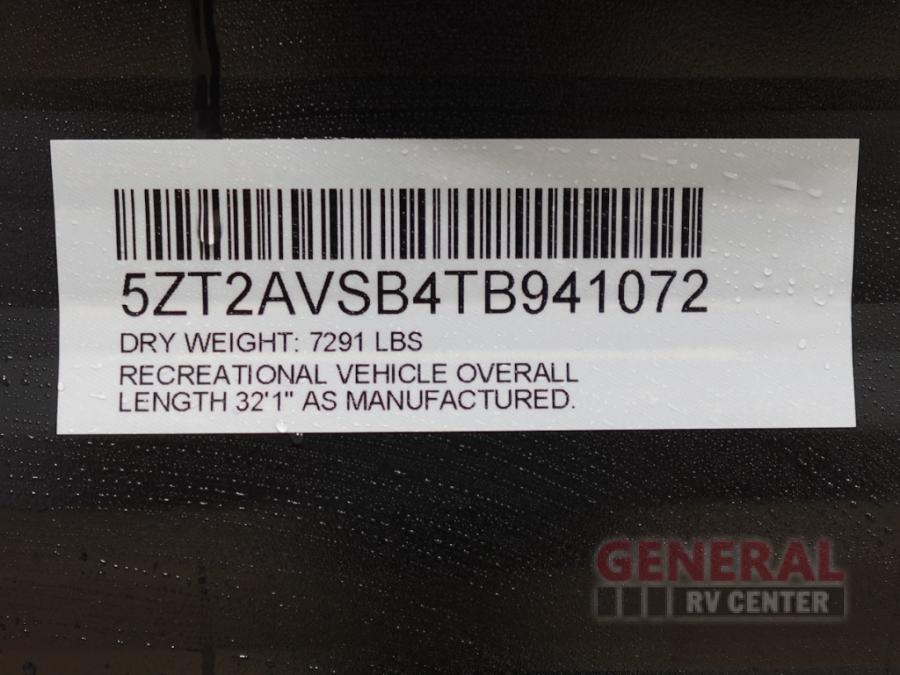 5ZT2AVSB4TB941072
DRY WEIGHT: 7291 LBS
RECREATIONAL VEHICLE OVERALL
LENGTH 32'1" AS MANUFACTURED.
GENERAL
RV CENTER